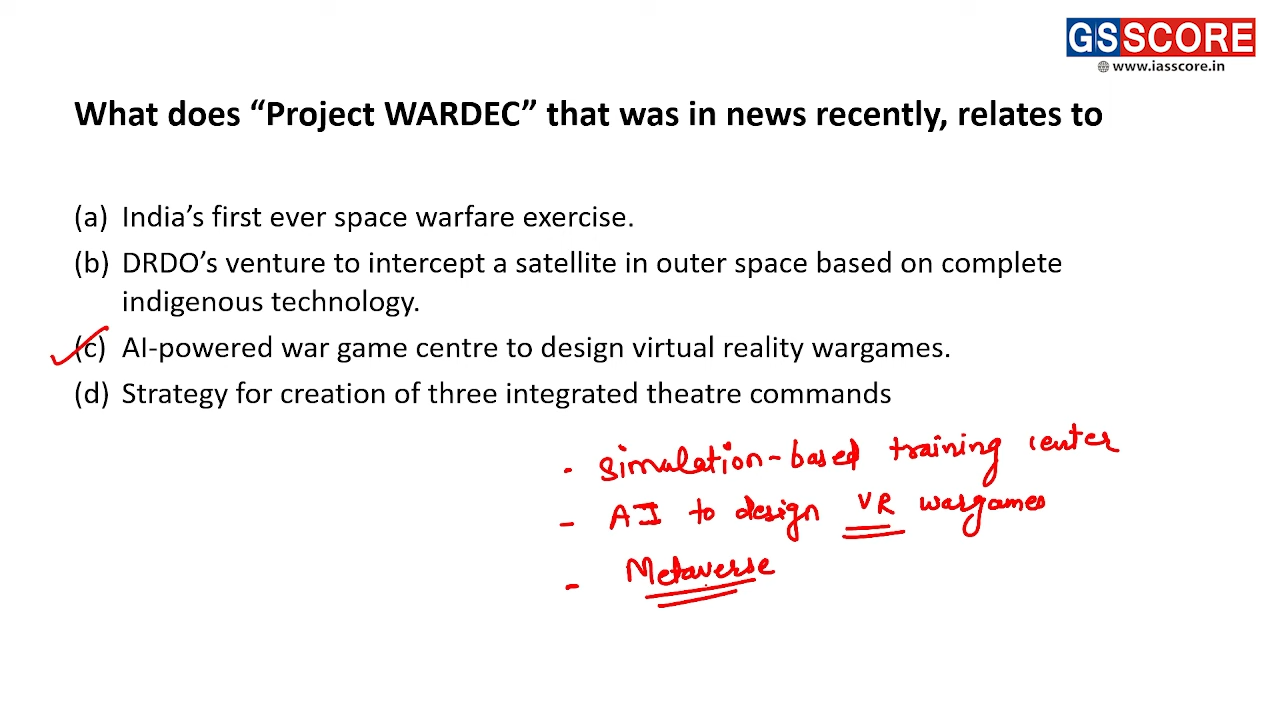 GSSCORE
www.iasscore.in
What does “Project WARDEC” that was in news recently, relates to
(a) India’s first ever space warfare exercise.
(b) DRDO’s venture to intercept a satellite in outer space based on complete
indigenous technology.
(c) AI-powered war game centre to design virtual reality wargames.
(d) Strategy for creation of three integrated theatre commands
- Simulation-based training center
- AI to design VR wargames
- Metaverse